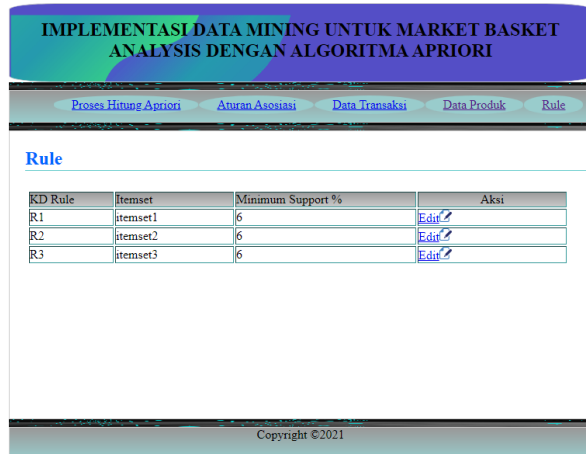 IMPLEMENTASI DATA MINING UNTUK MARKET BASKET
ANALYSIS DENGAN ALGORITMA APRIORI
Proses Hitung Apriori Aturan Asosiasi Data Transaksi Data Produk Rule
Rule
KD Rule Itemset Minimum Support % Aksi
R1 itemset1 6 Edit
R2 itemset2 6 Edit
R3 itemset3 6 Edit
Copyright ©2021